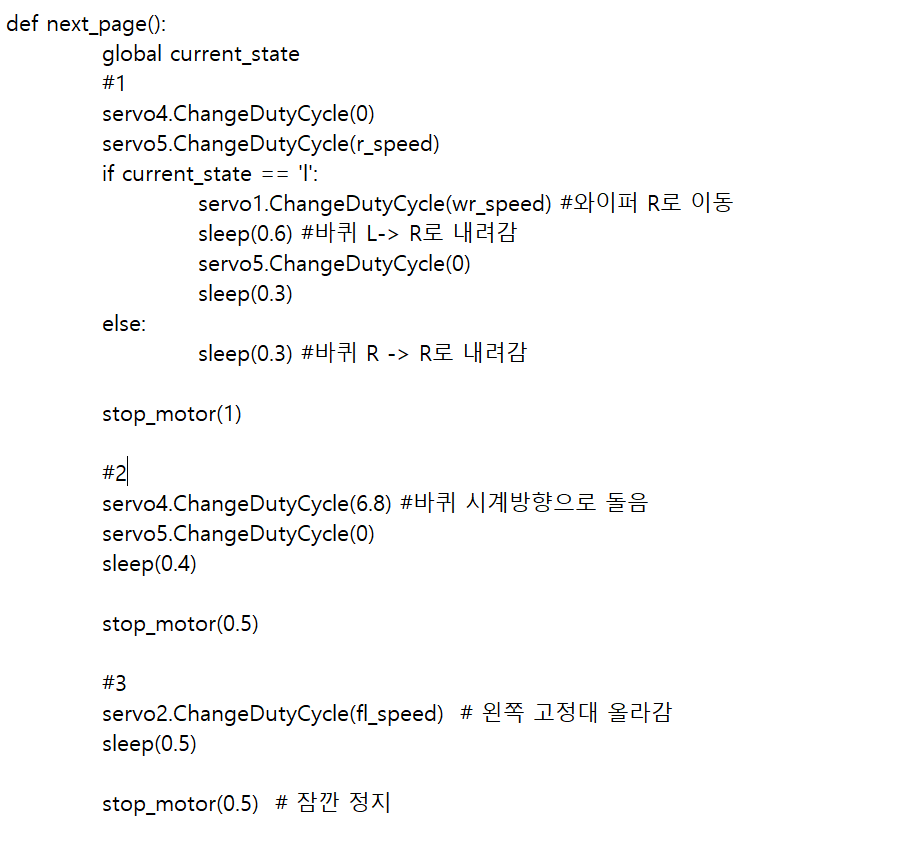 def next_page():
global current_state
#1
servo4.ChangeDutyCycle(0)
servo5.ChangeDutyCycle(r_speed)
if current_state == 'l':
servo1.ChangeDutyCycle(wr_speed) #와이퍼 R로 이동
sleep(0.6) #바퀴 L-> R로 내려감
servo5.ChangeDutyCycle(0)
sleep(0.3)
else:
sleep(0.3) #바퀴 R -> R로 내려감
stop_motor(1)
#2
servo4.ChangeDutyCycle(6.8) #바퀴 시계방향으로 돌음
servo5.ChangeDutyCycle(0)
sleep(0.4)
stop_motor(0.5)
#3
servo2.ChangeDutyCycle(fl_speed)  # 왼쪽 고정대 올라감
sleep(0.5)
stop_motor(0.5)  # 잠깐 정지